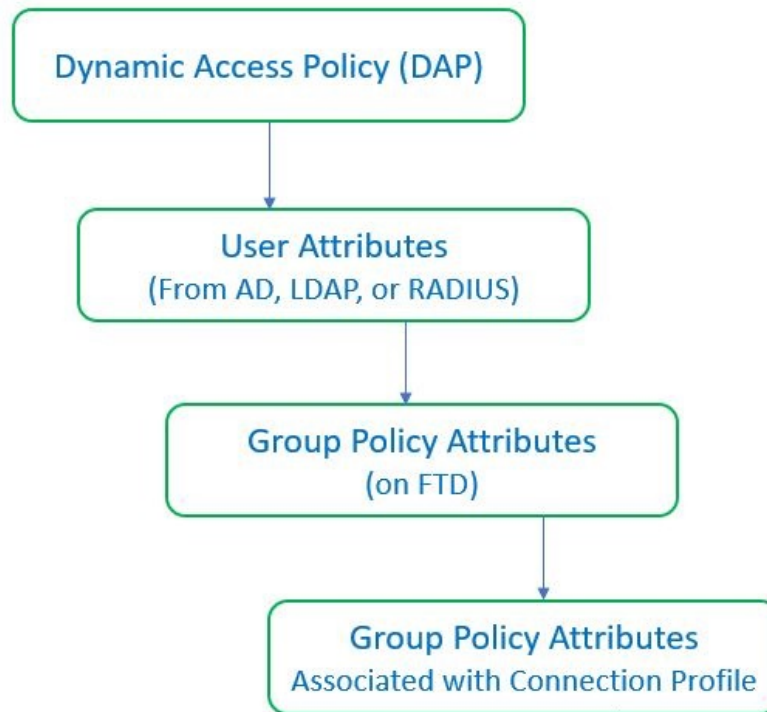 Dynamic Access Policy (DAP)
User Attributes
(From AD, LDAP, or RADIUS)
Group Policy Attributes
(on FTD)
Group Policy Attributes
Associated with Connection Profile